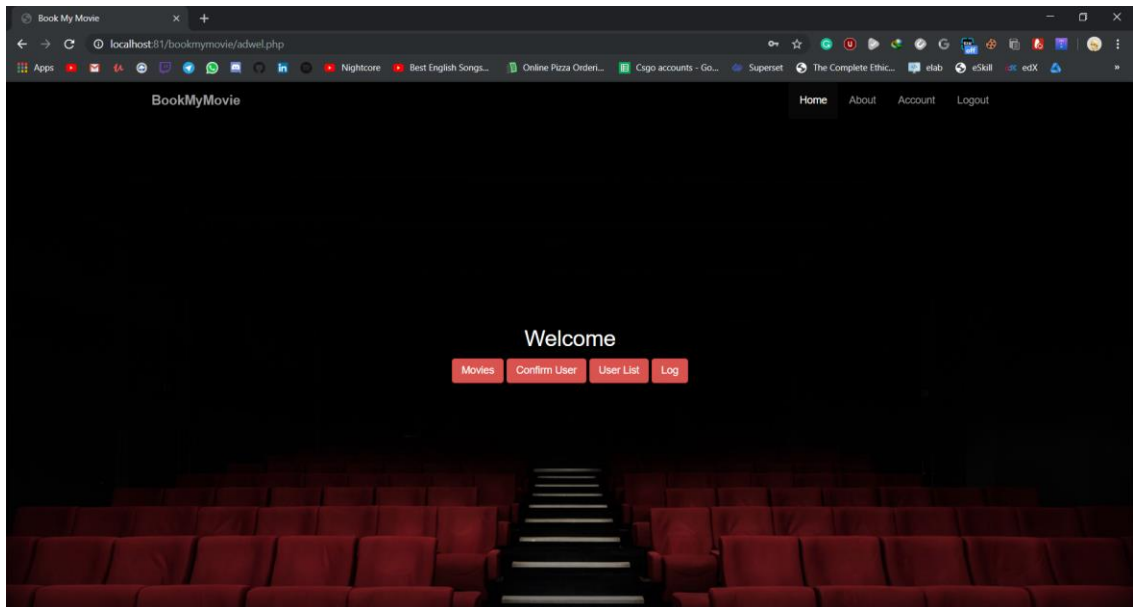 Book My Movie
localhost:81/bookmymovie/adwel.php
Apps Nightcore Best English Songs... Online Pizza Orderi... Csgo accounts - Go... Superset The Complete Ethic... elab eSkill edX
BookMyMovie Home About Account Logout
Welcome
Movies Confirm User User List Log